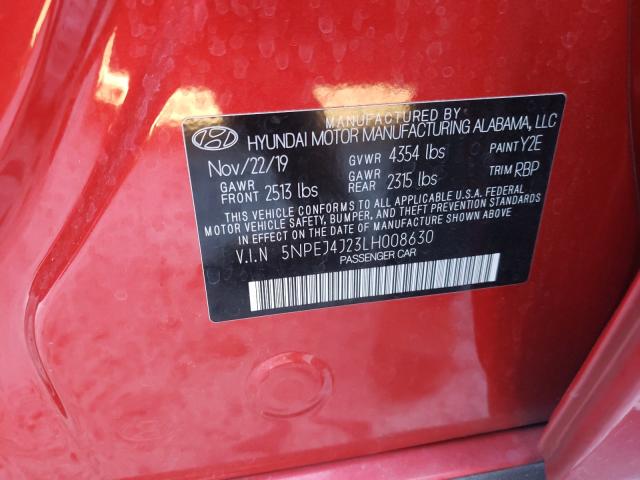 MANUFACTURED BY
HYUNDAI MOTOR MANUFACTURING ALABAMA, LLC
Nov/22/19 GVWR 4354 lbs PAINT Y2E
GAWR FRONT 2513 lbs GAWR REAR 2315 lbs TRIM RBP
THIS VEHICLE CONFORMS TO ALL APPLICABLE U.S.A. FEDERAL
MOTOR VEHICLE SAFETY, BUMPER, AND THEFT PREVENTION STANDARDS
IN EFFECT ON THE DATE OF MANUFACTURE SHOWN ABOVE.
V.I.N 5NPEJ4J23LH008630
PASSENGER CAR